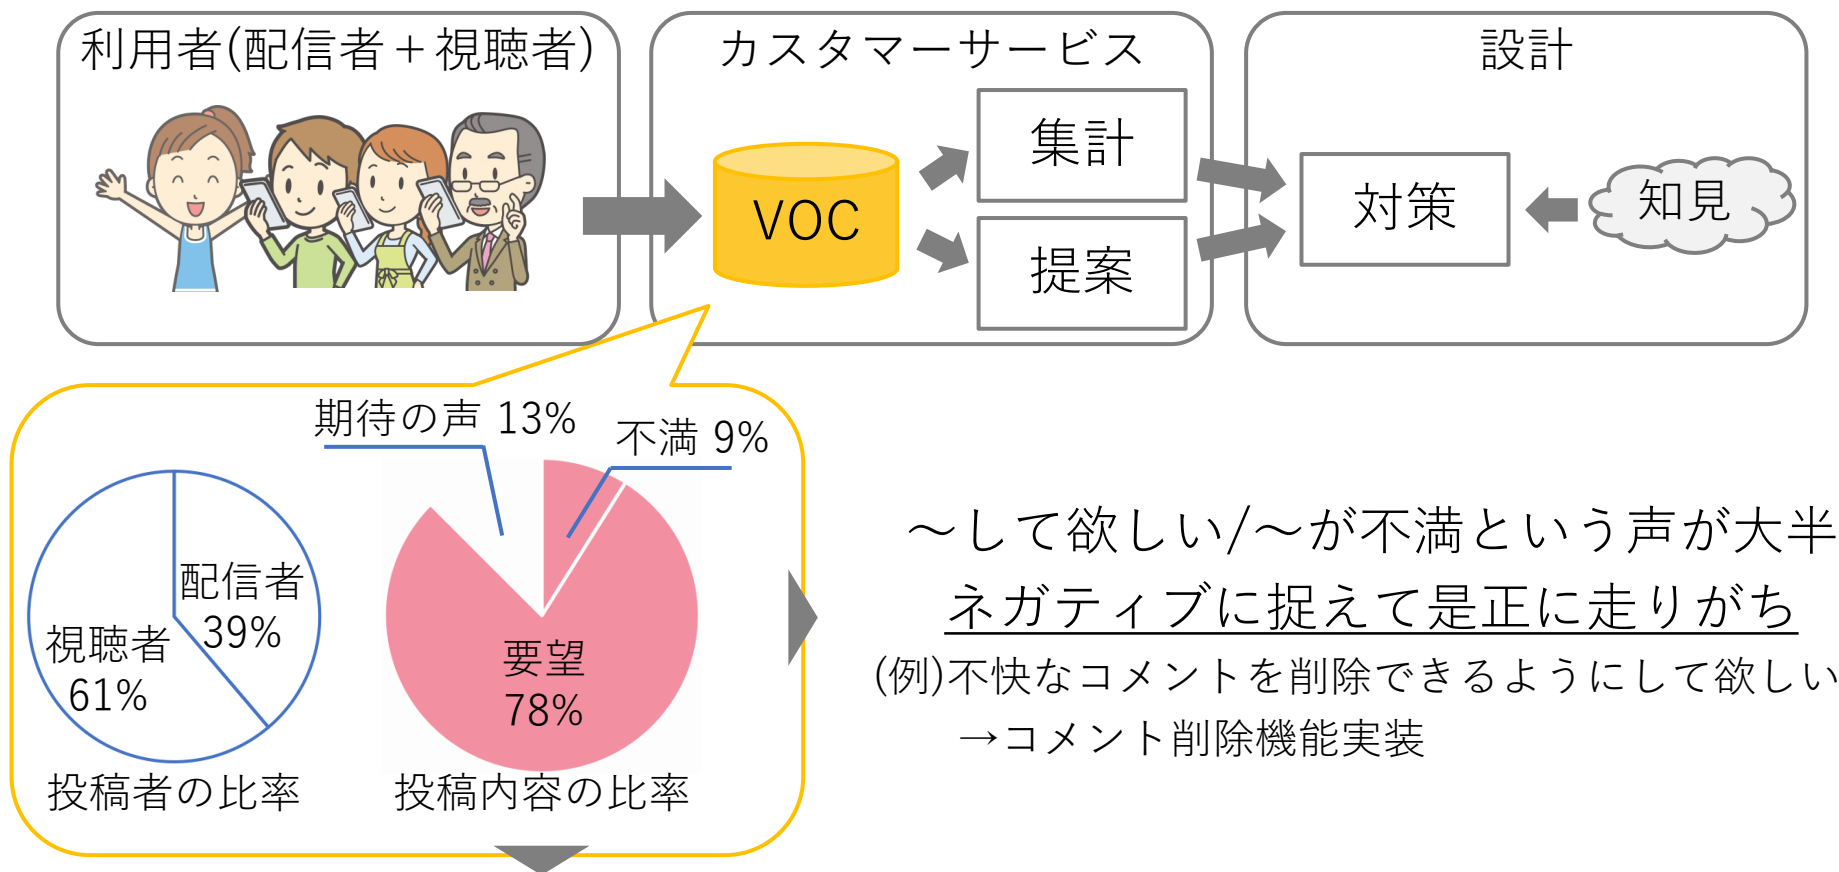 利用者(配信者＋視聴者)
カスタマーサービス
設計
VOC
集計
提案
対策
知見
期待の声 13%
不満 9%
配信者
39%
視聴者
61%
要望
78%
投稿者の比率
投稿内容の比率
～して欲しい/～が不満という声が大半
ネガティブに捉えて是正に走りがち
(例)不快なコメントを削除できるようにして欲しい
→コメント削除機能実装